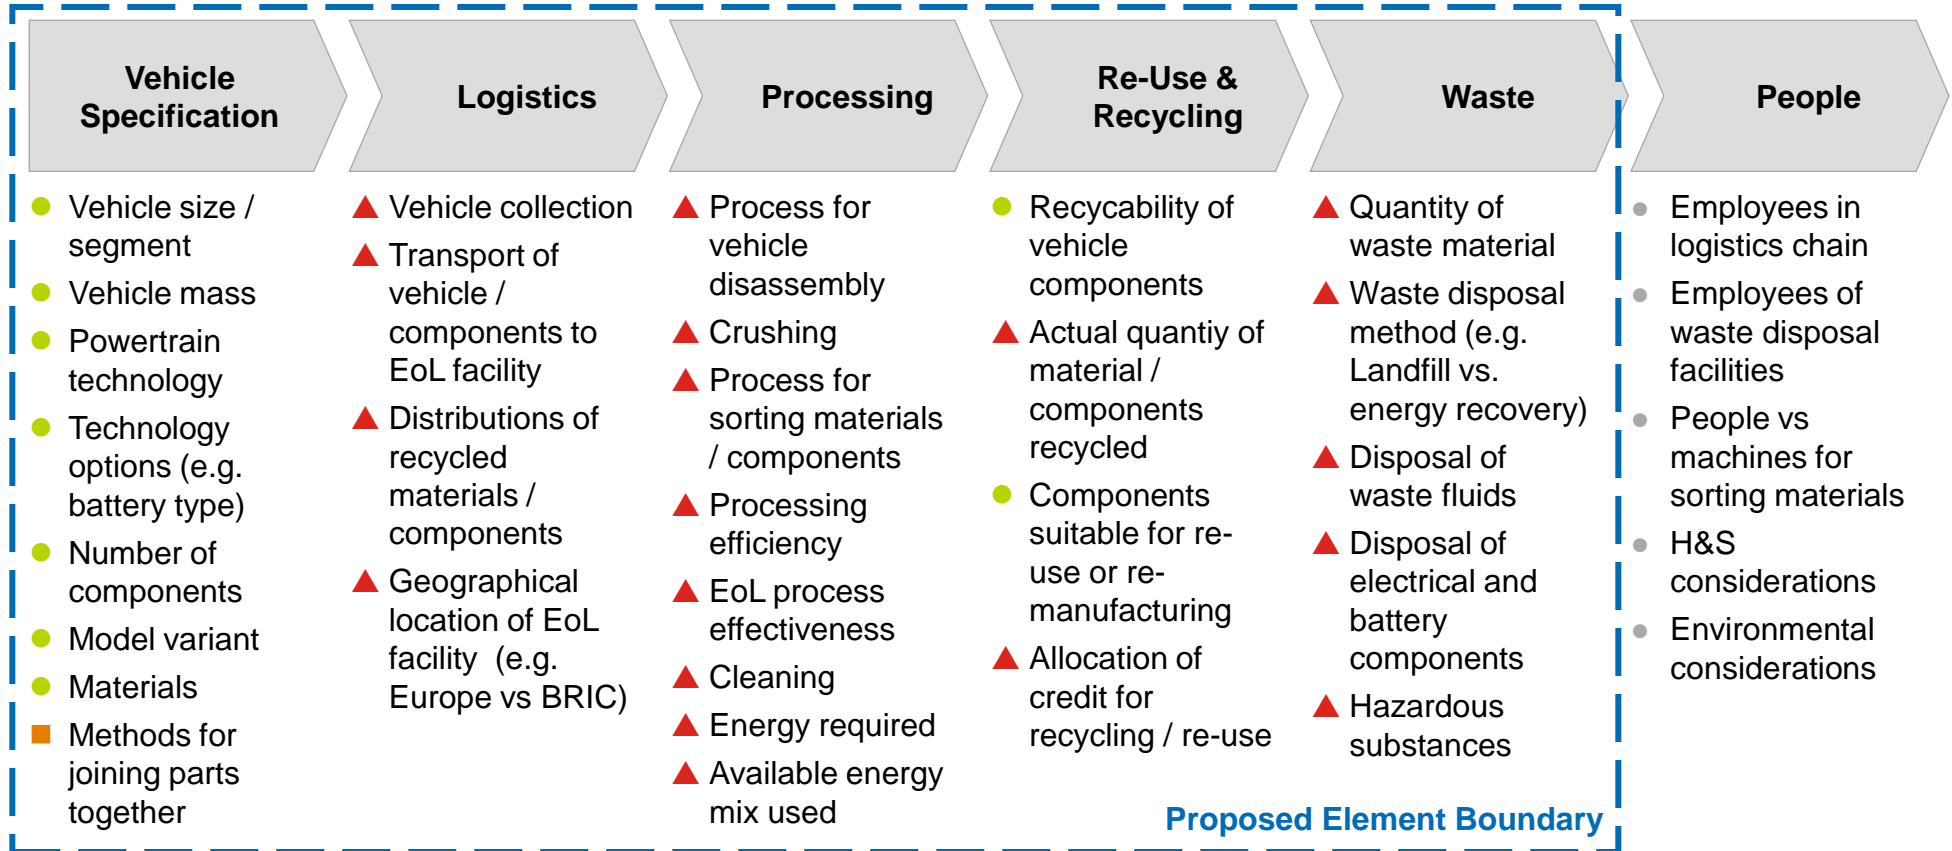 Vehicle
Specification
Logistics
Processing
Re-Use &
Recycling
Waste
People
Vehicle size /
segment
Vehicle mass
Powertrain
technology
Technology
options (e.g.
battery type)
Number of
components
Model variant
Materials
Methods for
joining parts
together
Vehicle collection
Transport of
vehicle /
components to
EoL facility
Distributions of
recycled
materials /
components
Geographical
location of EoL
facility (e.g.
Europe vs BRIC)
Process for
vehicle
disassembly
Crushing
Process for
sorting materials
/ components
Processing
efficiency
EoL process
effectiveness
Cleaning
Energy required
Available energy
mix used
Recycability of
vehicle
components
Actual quantiy of
material /
components
recycled
Components
suitable for re-
use or re-
manufacturing
Allocation of
credit for
recycling / re-use
Quantity of
waste material
Waste disposal
method (e.g.
Landfill vs.
energy recovery)
Disposal of
waste fluids
Disposal of
electrical and
battery
components
Hazardous
substances
Employees in
logistics chain
Employees of
waste disposal
facilities
People vs
machines for
sorting materials
H&S
considerations
Environmental
considerations
Proposed Element Boundary